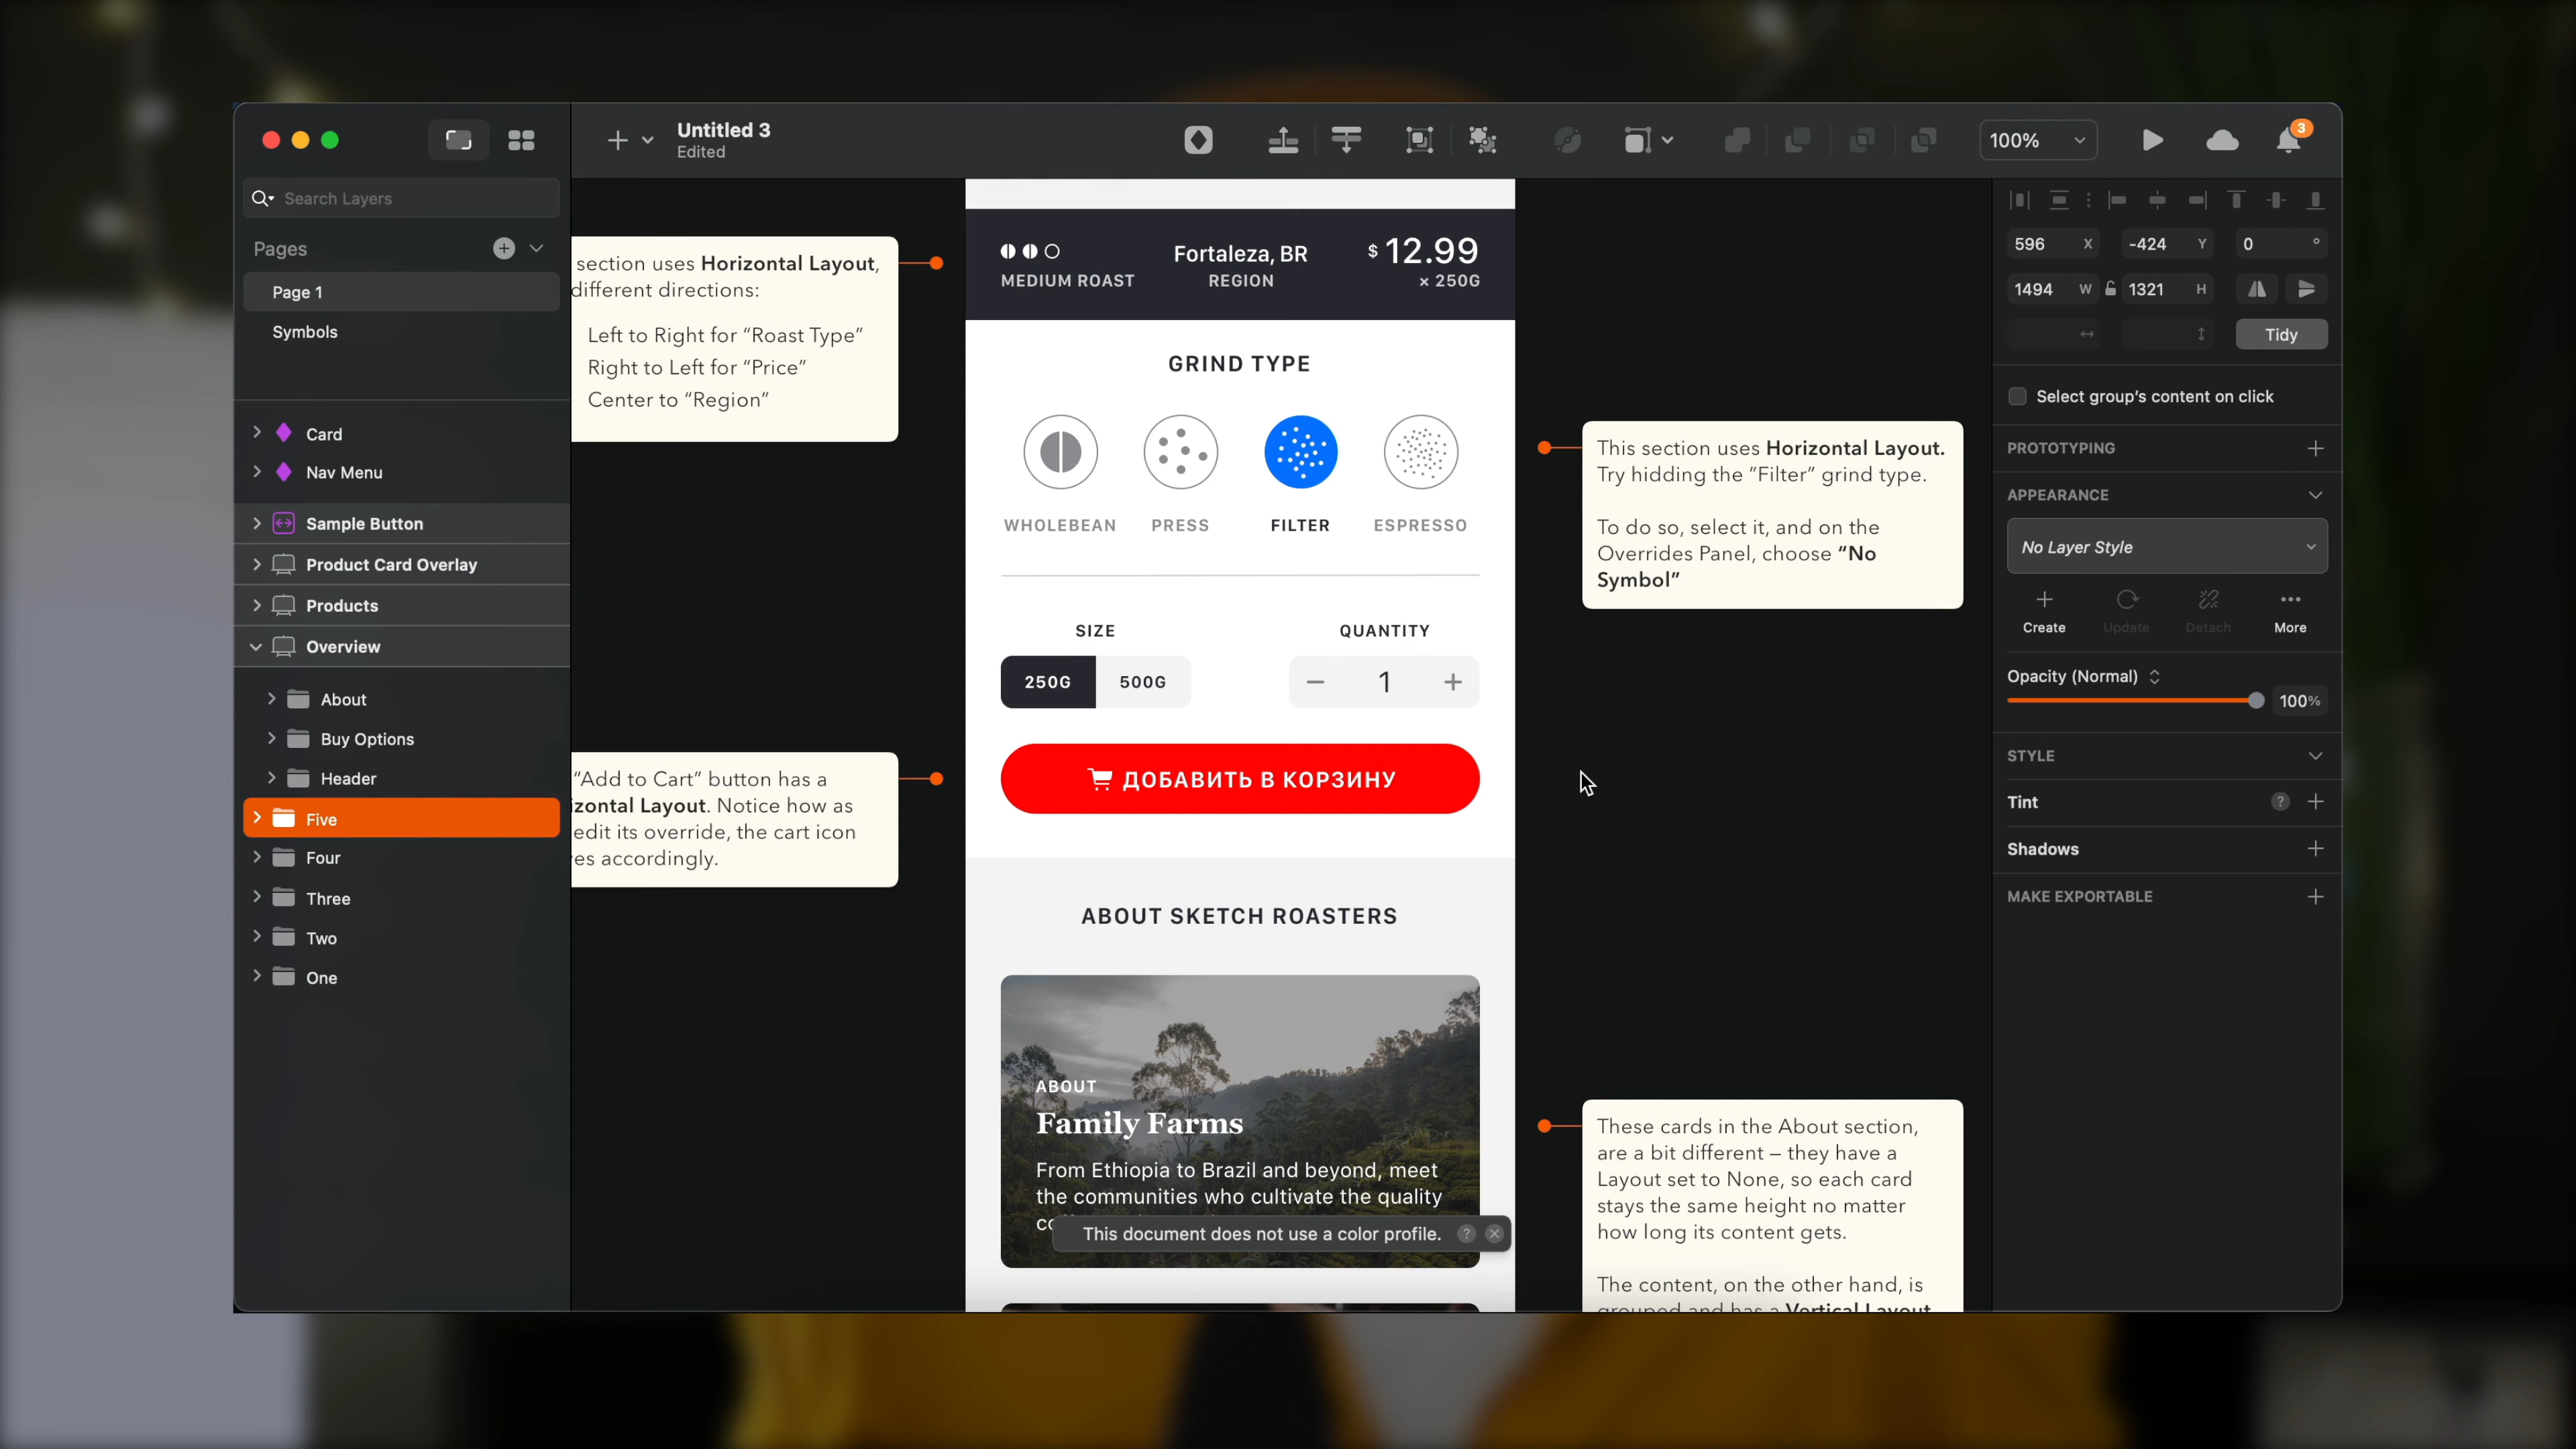 Untitled 3
Edited
100%
3
Search Layers
Pages
Page 1
Symbols
Card
Nav Menu
Sample Button
Product Card Overlay
Products
Overview
About
Buy Options
Header
Five
Four
Three
Two
One
section uses Horizontal Layout,
different directions:
Left to Right for “Roast Type”
Right to Left for “Price”
Center to “Region”
“Add to Cart” button has a
izontal Layout. Notice how as
edit its override, the cart icon
es accordingly.
MEDIUM ROAST
Fortaleza, BR
REGION
$ 12.99
× 250G
GRIND TYPE
WHOLEBEAN PRESS FILTER ESPRESSO
SIZE
QUANTITY
250G 500G
− 1 +
ДОБАВИТЬ В КОРЗИНУ
ABOUT SKETCH ROASTERS
ABOUT
Family Farms
From Ethiopia to Brazil and beyond, meet
the communities who cultivate the quality
This document does not use a color profile.
This section uses Horizontal Layout.
Try hiding the “Filter” grind type.
To do so, select it, and on the
Overrides Panel, choose “No
Symbol”
These cards in the About section,
are a bit different – they have a
Layout set to None, so each card
stays the same height no matter
how long its content gets.
The content, on the other hand, is
grouped and has a Vertical Layout
596 X -424 Y 0 °
1494 W 1321 H
Tidy
Select group’s content on click
PROTOTYPING
APPEARANCE
No Layer Style
Create Update Detach More
Opacity (Normal)
100%
STYLE
Tint ?
Shadows
MAKE EXPORTABLE